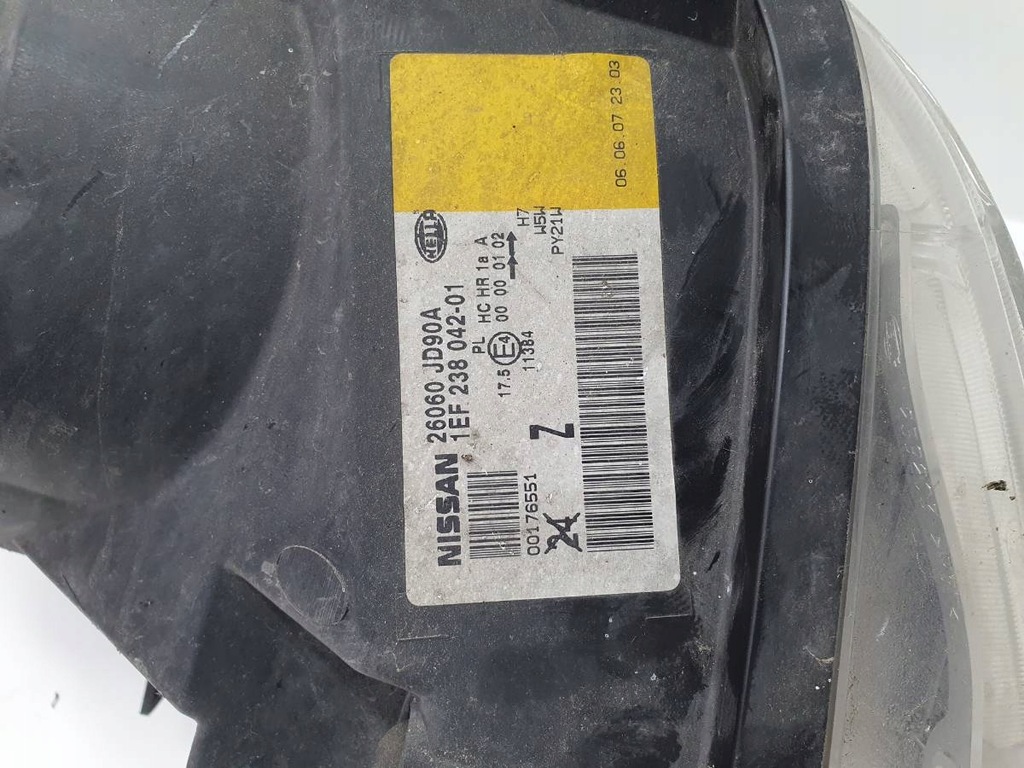 NISSAN 26060 JD90A
1EF 238 042-01
HELLA
PL HC HR 1a A
17.5 E4 00 00 01 02
11384
H7
W5W
PY21W
00176551
24 Z
06.06.07 23 03